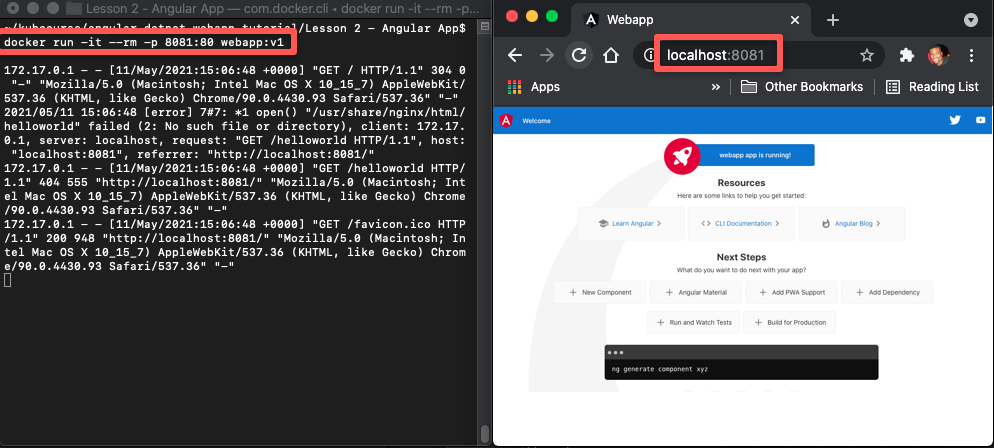 Lesson 2 – Angular App — com.docker.cli ‹ docker run -it --rm -p...
~/kubcourse/angular-dotnet-webapp-tutorial/Lesson 2 - Angular App$
docker run -it --rm -p 8081:80 webapp:v1
172.17.0.1 - - [11/May/2021:15:06:48 +0000] "GET / HTTP/1.1" 304 0
"-" "Mozilla/5.0 (Macintosh; Intel Mac OS X 10_15_7) AppleWebKit/
537.36 (KHTML, like Gecko) Chrome/90.0.4430.93 Safari/537.36" "-"
2021/05/11 15:06:48 [error] 7#7: *1 open() "/usr/share/nginx/html/
helloworld" failed (2: No such file or directory), client: 172.17.
0.1, server: localhost, request: "GET /helloworld HTTP/1.1", host:
"localhost:8081", referrer: "http://localhost:8081/"
172.17.0.1 - - [11/May/2021:15:06:48 +0000] "GET /helloworld HTTP/
1.1" 404 555 "http://localhost:8081/" "Mozilla/5.0 (Macintosh; Int
el Mac OS X 10_15_7) AppleWebKit/537.36 (KHTML, like Gecko) Chrome
/90.0.4430.93 Safari/537.36" "-"
172.17.0.1 - - [11/May/2021:15:06:48 +0000] "GET /favicon.ico HTTP
/1.1" 200 948 "http://localhost:8081/" "Mozilla/5.0 (Macintosh; In
tel Mac OS X 10_15_7) AppleWebKit/537.36 (KHTML, like Gecko) Chrom
e/90.0.4430.93 Safari/537.36" "-"
Webapp
localhost:8081
Apps » Other Bookmarks Reading List
Welcome
webapp app is running!
Resources
Here are some links to help you get started:
Learn Angular CLI Documentation Angular Blog
Next Steps
What do you want to do next with your app?
New Component Angular Material Add PWA Support Add Dependency
Run and Watch Tests Build for Production
ng generate component xyz